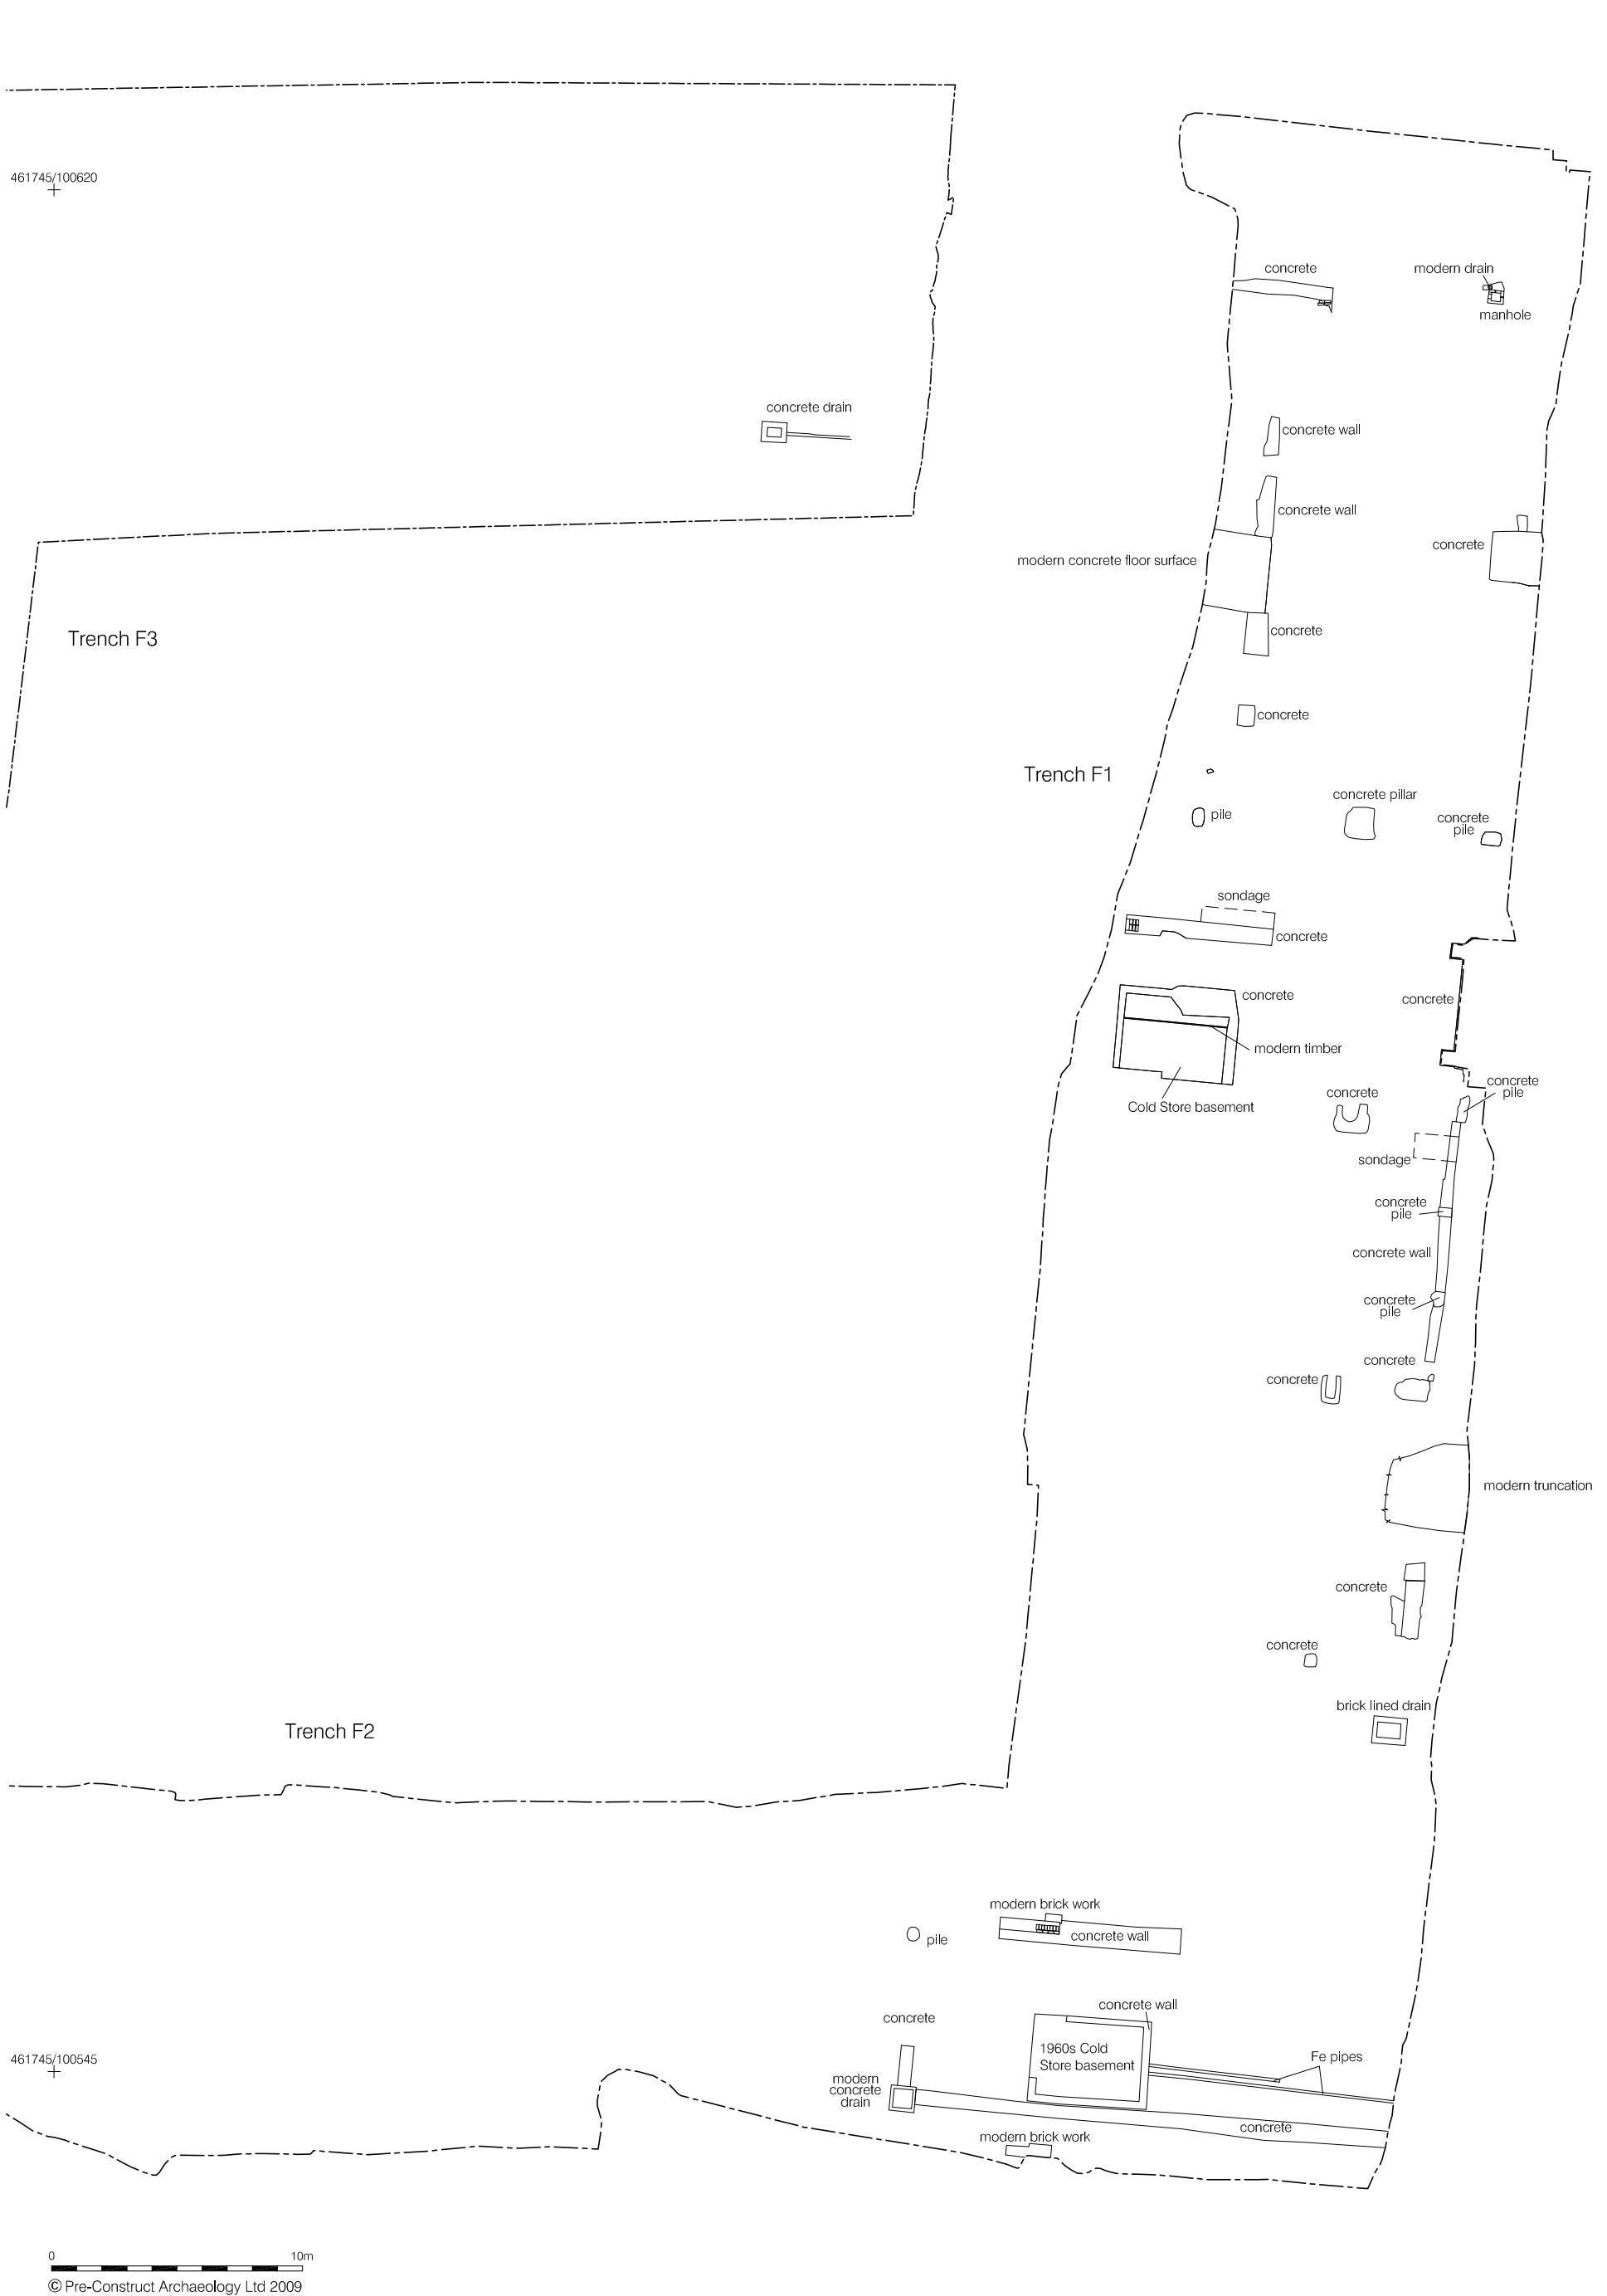 461745/100620
concrete
modern drain
manhole
concrete drain
concrete wall
concrete wall
concrete
modern concrete floor surface
Trench F3
concrete
concrete
Trench F1
concrete pillar
pile
concrete
pile
sondage
concrete
concrete
concrete
modern timber
Cold Store basement
concrete
concrete
pile
sondage
concrete
pile
concrete wall
concrete
pile
concrete
concrete
modern truncation
concrete
concrete
brick lined drain
Trench F2
modern brick work
concrete wall
pile
concrete wall
concrete
1960s Cold
Store basement
Fe pipes
461745/100545
modern
concrete
drain
concrete
modern brick work
0 10m
© Pre-Construct Archaeology Ltd 2009